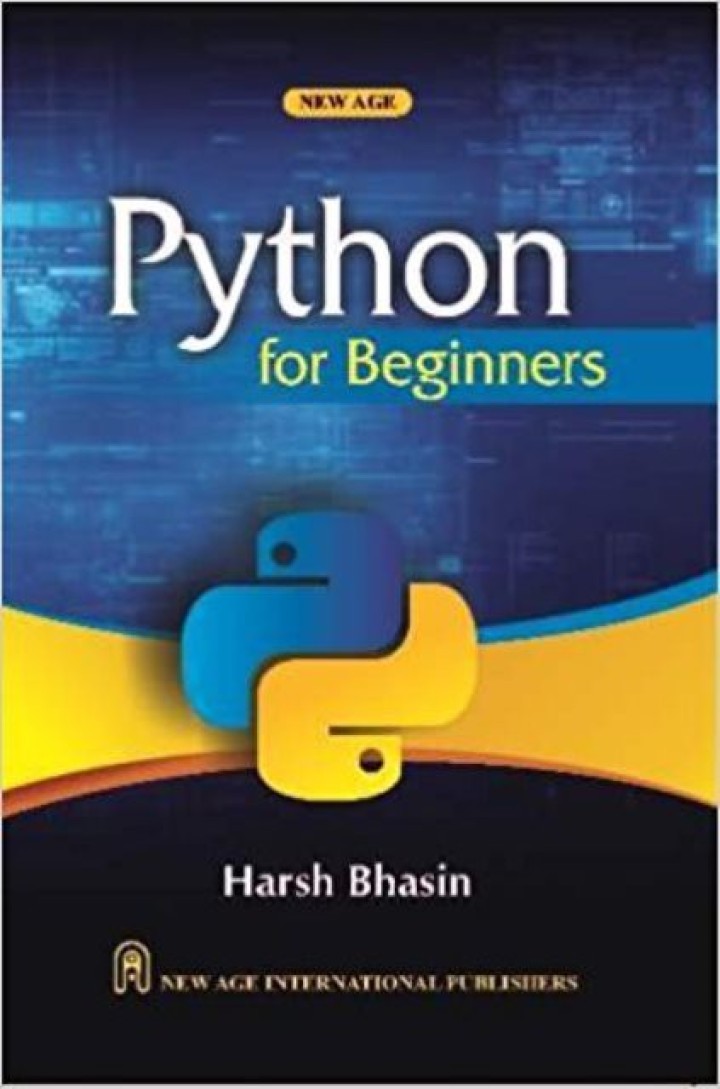 NEW AGE
Python
for Beginners
Harsh Bhasin
NEW AGE INTERNATIONAL PUBLISHERS